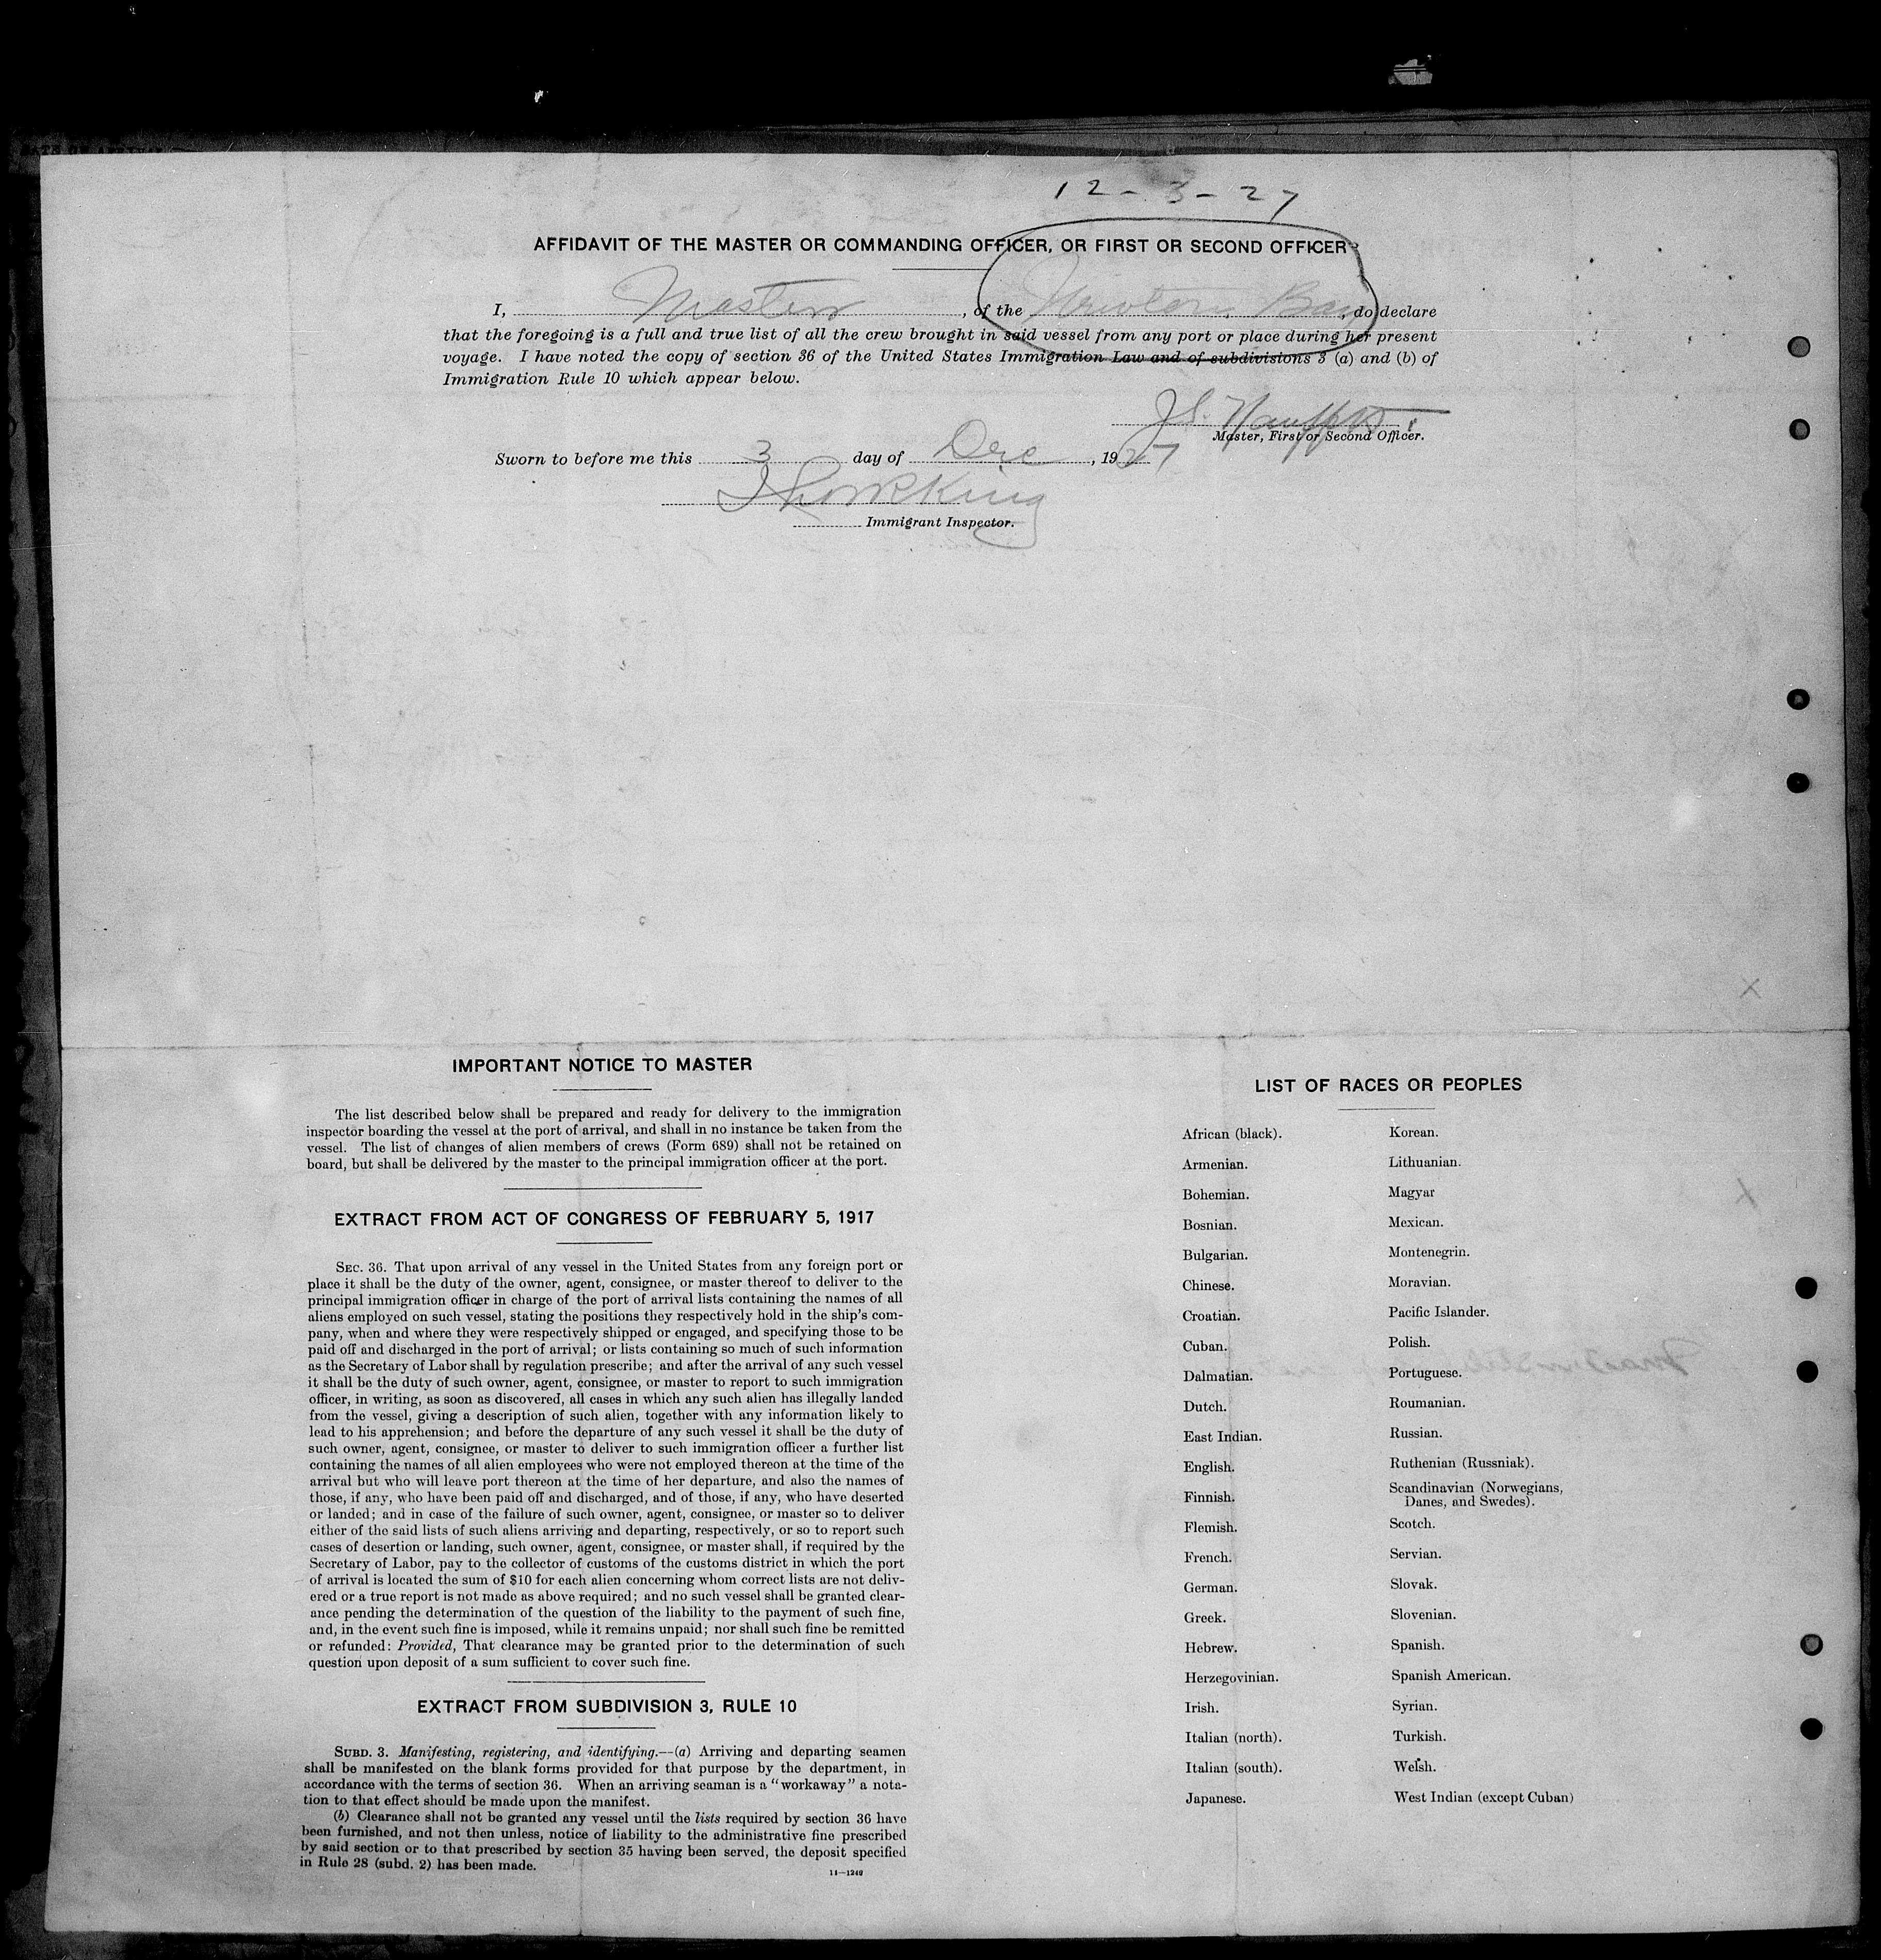 12-3-27
AFFIDAVIT OF THE MASTER OR COMMANDING OFFICER, OR FIRST OR SECOND OFFICER
I, Master, of the Newton Bay, do declare
that the foregoing is a full and true list of all the crew brought in said vessel from any port or place during her present
voyage. I have noted the copy of section 36 of the United States Immigration Law and of subdivisions 3 (a) and (b) of
Immigration Rule 10 which appear below.
J.S.
Master, First or Second Officer.
Sworn to before me this 3 day of Dec, 1927
King
Immigrant Inspector.
IMPORTANT NOTICE TO MASTER
The list described below shall be prepared and ready for delivery to the immigration
inspector boarding the vessel at the port of arrival, and shall in no instance be taken from the
vessel. The list of changes of alien members of crews (Form 689) shall not be retained on
board, but shall be delivered by the master to the principal immigration officer at the port.
EXTRACT FROM ACT OF CONGRESS OF FEBRUARY 5, 1917
SEC. 36. That upon arrival of any vessel in the United States from any foreign port or
place it shall be the duty of the owner, agent, consignee, or master thereof to deliver to the
principal immigration officer in charge of the port of arrival lists containing the names of all
aliens employed on such vessel, stating the positions they respectively hold in the ship's com-
pany, when and where they were respectively shipped or engaged, and specifying those to be
paid off and discharged in the port of arrival; or lists containing so much of such information
as the Secretary of Labor shall by regulation prescribe; and after the arrival of any such vessel
it shall be the duty of such owner, agent, consignee, or master to report to such immigration
officer, in writing, as soon as discovered, all cases in which any such alien has illegally landed
from the vessel, giving a description of such alien, together with any information likely to
lead to his apprehension; and before the departure of any such vessel it shall be the duty of
such owner, agent, consignee, or master to deliver to such immigration officer a further list
containing the names of all alien employees who were not employed thereon at the time of the
arrival but who will leave port thereon at the time of her departure, and also the names of
those, if any, who have been paid off and discharged, and of those, if any, who have deserted
or landed; and in case of the failure of such owner, agent, consignee, or master so to deliver
either of the said lists of such aliens arriving and departing, respectively, or so to report such
cases of desertion or landing, such owner, agent, consignee, or master shall, if required by the
Secretary of Labor, pay to the collector of customs of the customs district in which the port
of arrival is located the sum of $10 for each alien concerning whom correct lists are not deliv-
ered or a true report is not made as above required; and no such vessel shall be granted clear-
ance pending the determination of the question of the liability to the payment of such fine,
and, in the event such fine is imposed, while it remains unpaid; nor shall such fine be remitted
or refunded: Provided, That clearance may be granted prior to the determination of such
question upon deposit of a sum sufficient to cover such fine.
EXTRACT FROM SUBDIVISION 3, RULE 10
SUBD. 3. Manifesting, registering, and identifying.—(a) Arriving and departing seamen
shall be manifested on the blank forms provided for that purpose by the department, in
accordance with the terms of section 36. When an arriving seaman is a "workaway" a nota-
tion to that effect should be made upon the manifest.
(b) Clearance shall not be granted any vessel until the lists required by section 36 have
been furnished, and not then unless, notice of liability to the administrative fine prescribed
by said section or to that prescribed by section 35 having been served, the deposit specified
in Rule 28 (subd. 2) has been made.
11—1249
LIST OF RACES OR PEOPLES
African (black).
Armenian.
Bohemian.
Bosnian.
Bulgarian.
Chinese.
Croatian.
Cuban.
Dalmatian.
Dutch.
East Indian.
English.
Finnish.
Flemish.
French.
German.
Greek.
Hebrew.
Herzegovinian.
Irish.
Italian (north).
Italian (south).
Japanese.
Korean.
Lithuanian.
Magyar
Mexican.
Montenegrin.
Moravian.
Pacific Islander.
Polish.
Portuguese.
Roumanian.
Russian.
Ruthenian (Russniak).
Scandinavian (Norwegians,
Danes, and Swedes).
Scotch.
Servian.
Slovak.
Slovenian.
Spanish.
Spanish American.
Syrian.
Turkish.
Welsh.
West Indian (except Cuban)